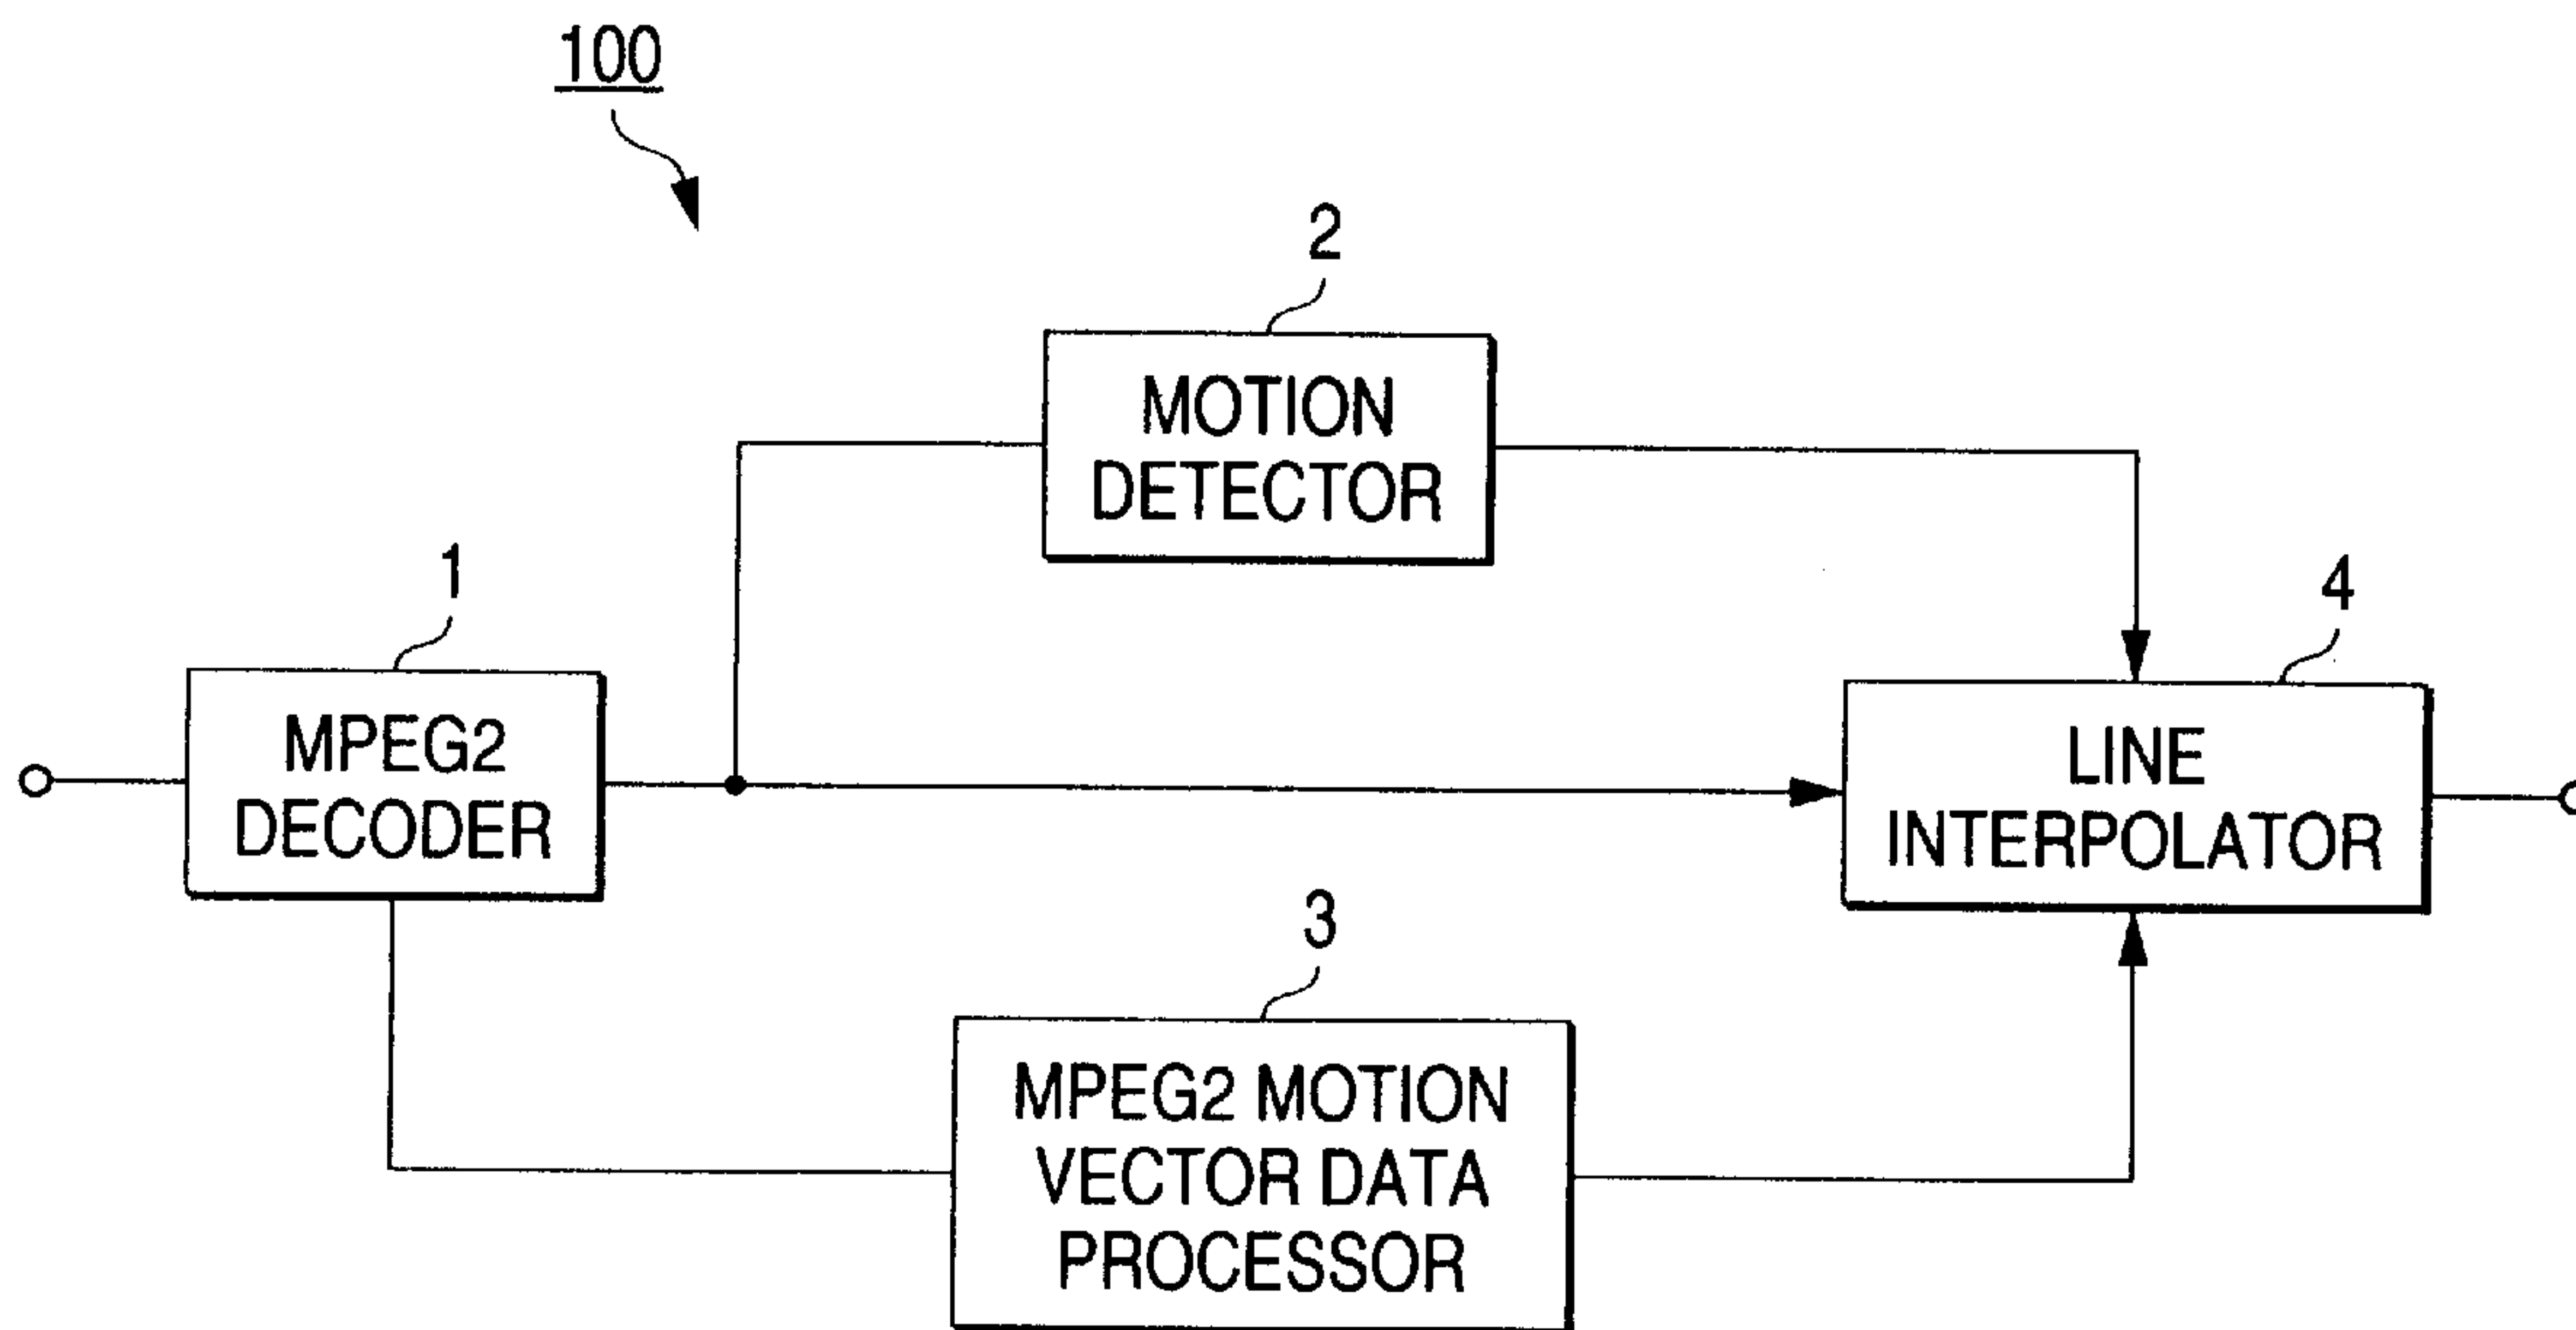 100
2
MOTION
DETECTOR
1
MPEG2
DECODER
4
LINE
INTERPOLATOR
3
MPEG2 MOTION
VECTOR DATA
PROCESSOR